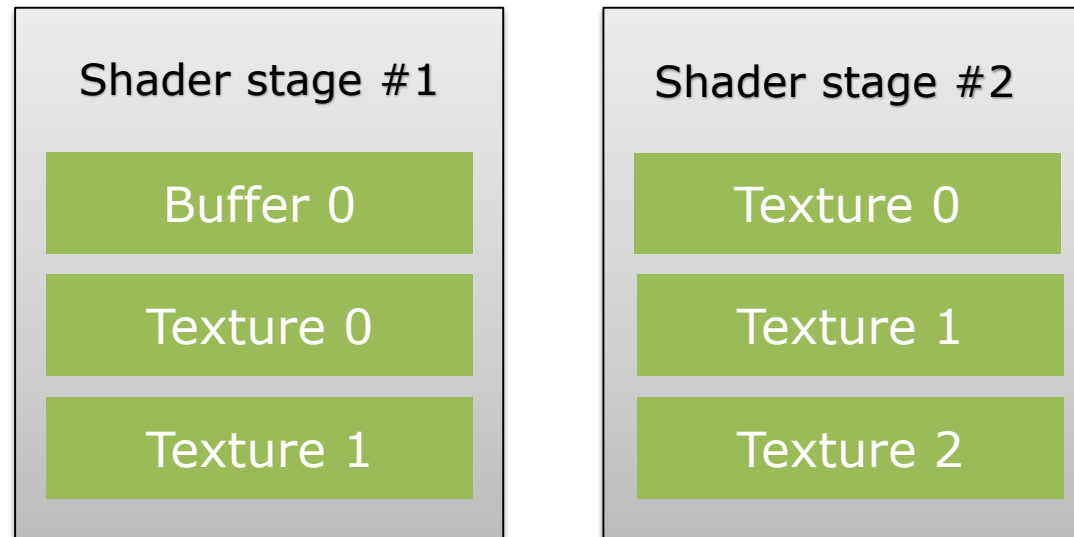 Shader stage #1
Buffer 0
Texture 0
Texture 1
Shader stage #2
Texture 0
Texture 1
Texture 2